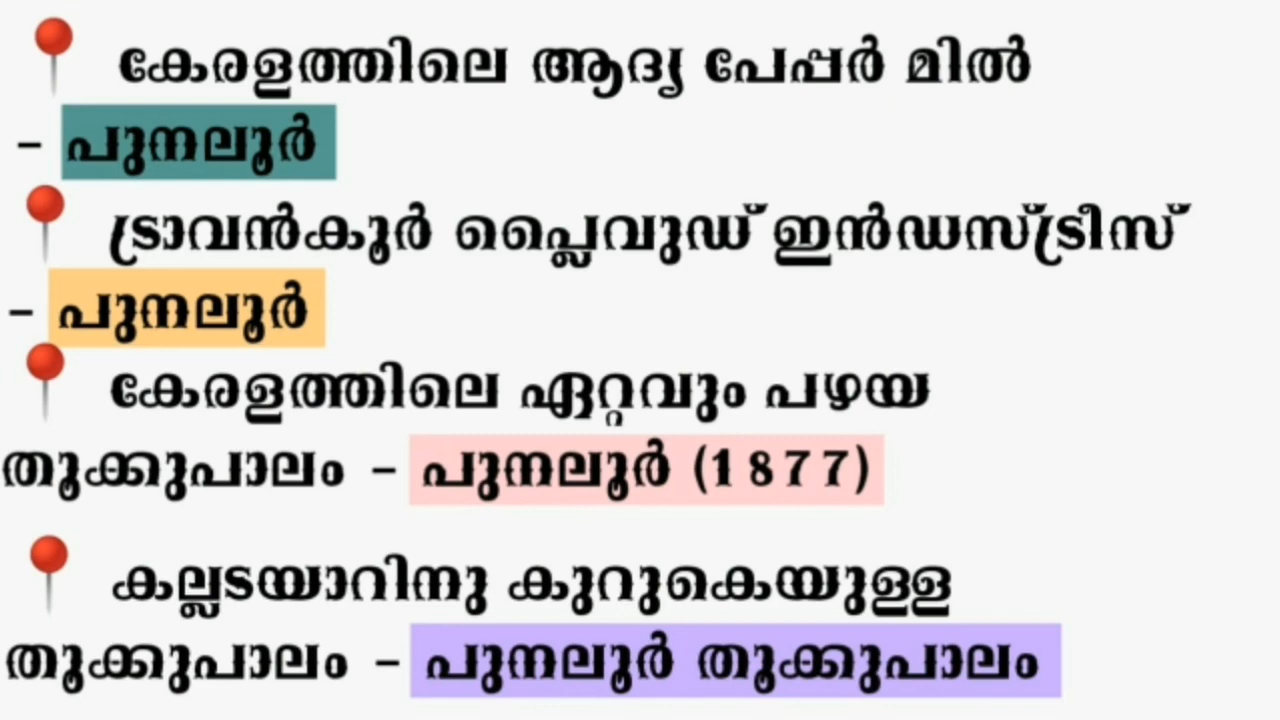 കേരളത്തിലെ ആദ്യ പേപ്പർ മിൽ
- പുനലൂർ
ട്രാവൻകൂർ പ്ലൈവുഡ് ഇൻഡസ്ട്രീസ്
- പുനലൂർ
കേരളത്തിലെ ഏറ്റവും പഴയ
തൂക്കുപാലം - പുനലൂർ (1877)
കല്ലടയാറിനു കുറുകെയുള്ള
തൂക്കുപാലം - പുനലൂർ തൂക്കുപാലം